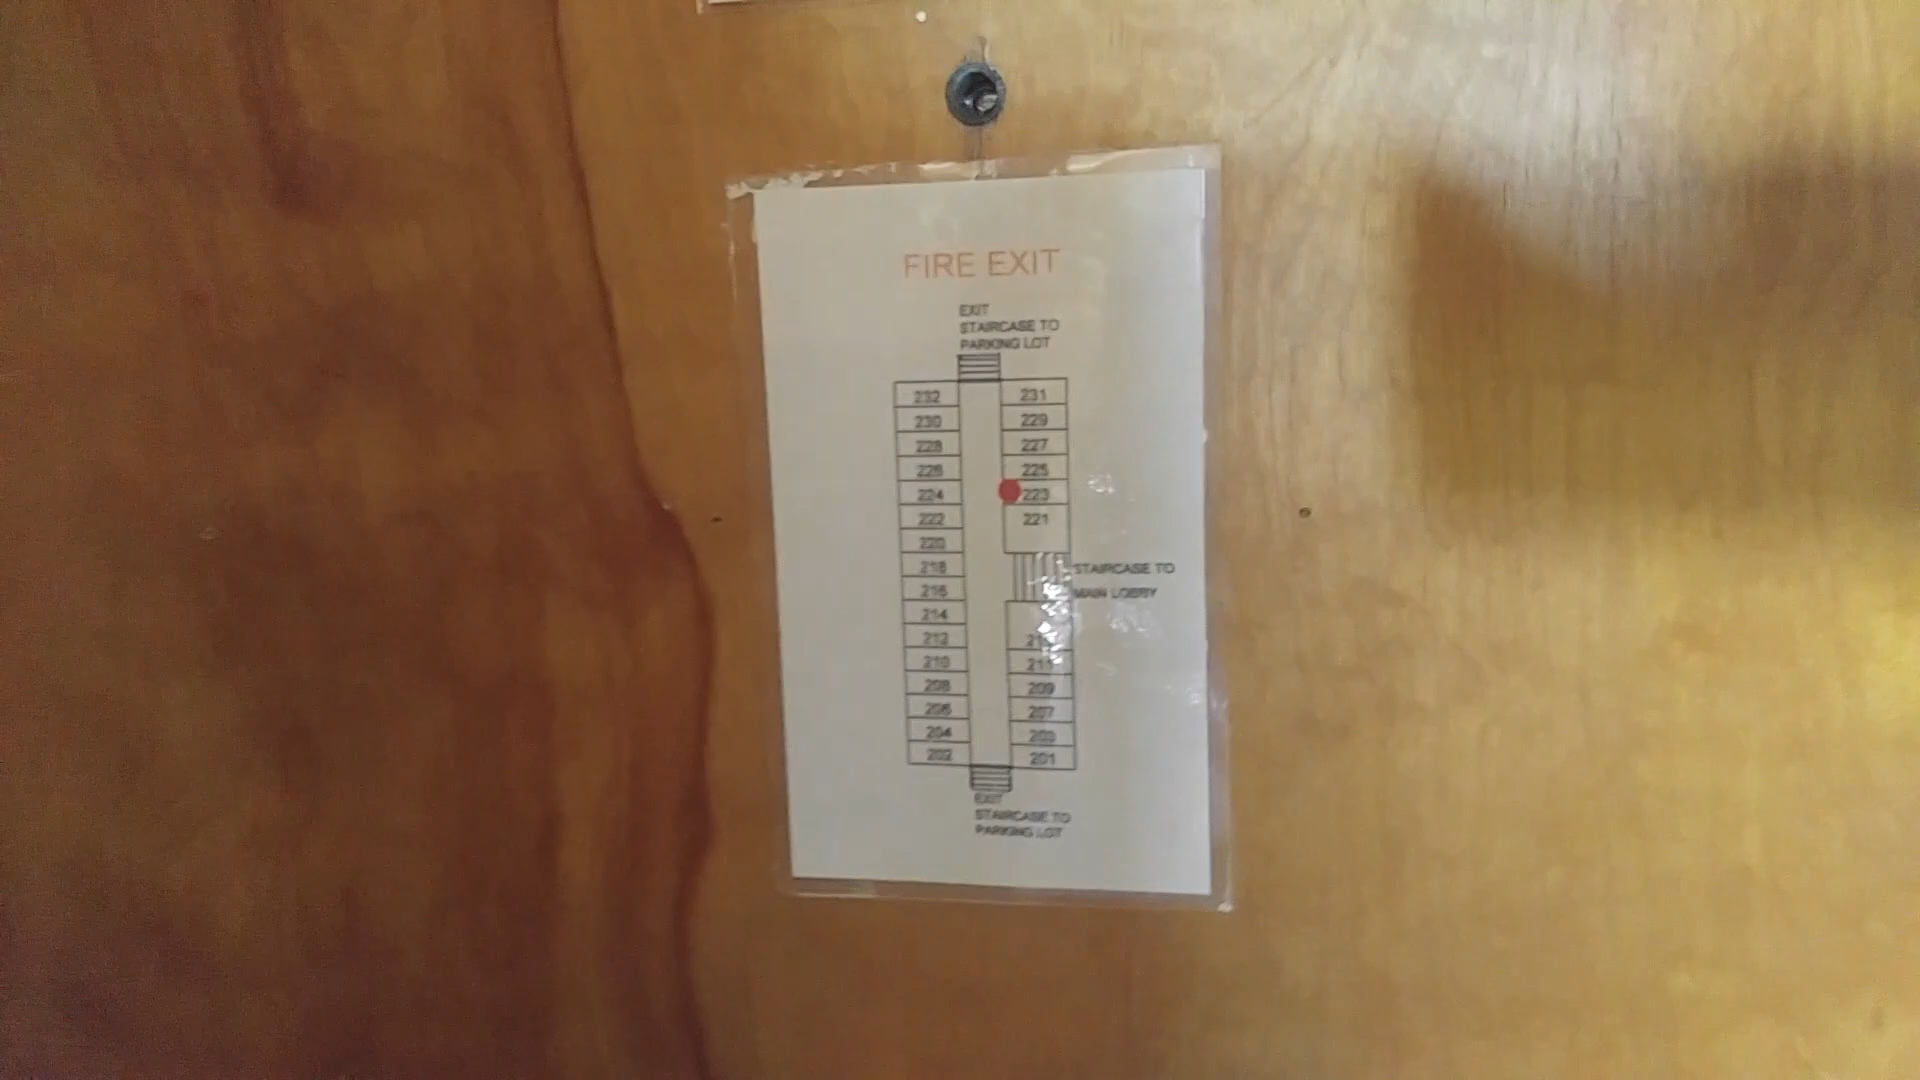 FIRE EXIT
EXIT
STAIRCASE TO
PARKING LOT
232 231
230 229
228 227
226 225
224 223
222 221
220
218 STAIRCASE TO
216 MAIN LOBBY
214
212
210 211
208 209
206 207
204
202 201
EXIT
STAIRCASE TO
PARKING LOT